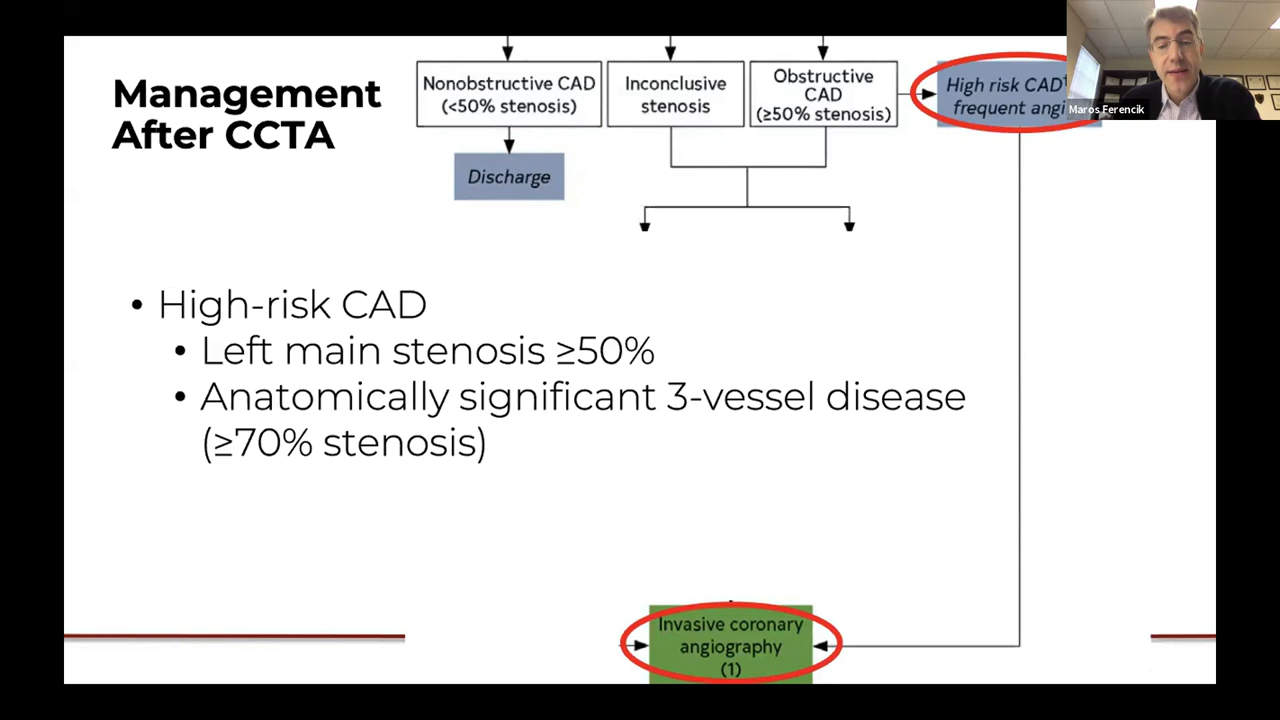 Management
After CCTA
Nonobstructive CAD
(<50% stenosis)
Inconclusive
stenosis
Obstructive
CAD
(≥50% stenosis)
High risk CAD
frequent
Maros Ferencik
Discharge
• High-risk CAD
• Left main stenosis ≥50%
• Anatomically significant 3-vessel disease
(≥70% stenosis)
Invasive coronary
angiography
(1)